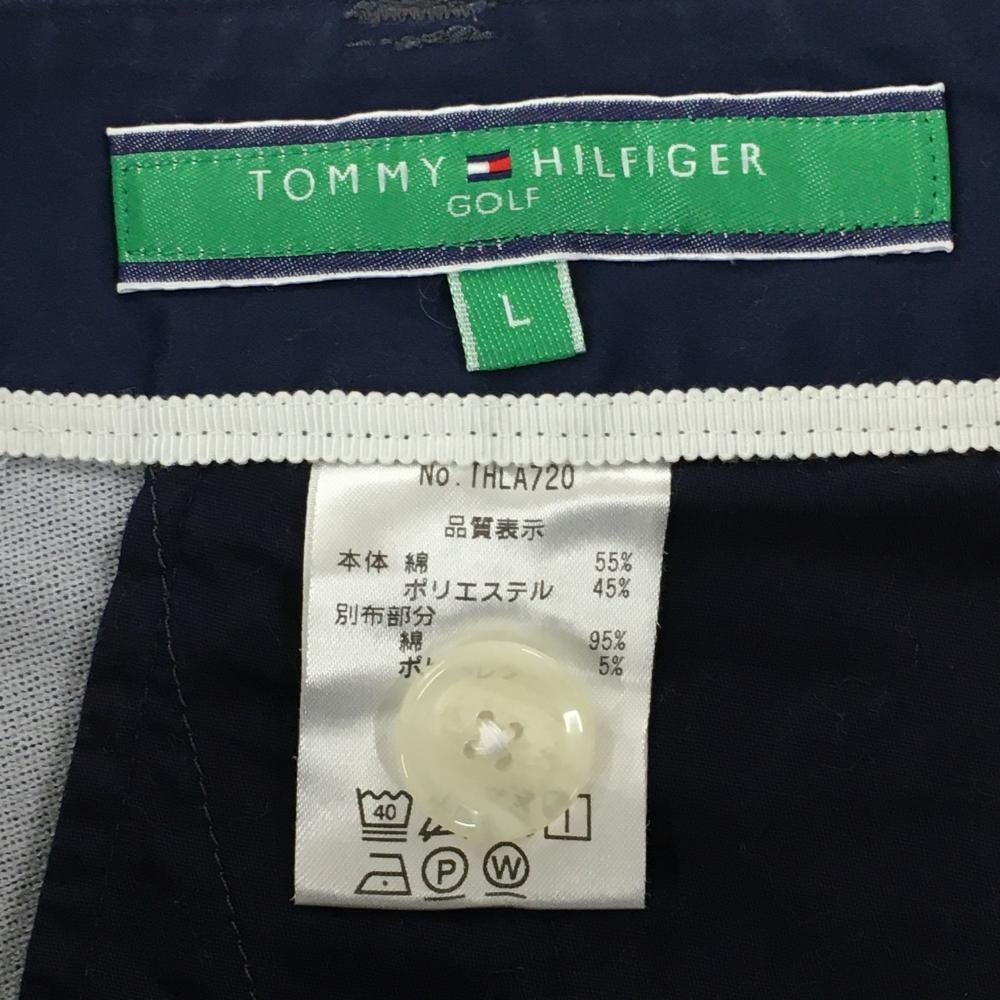 TOMMY HILFIGER
GOLF
L
No. THLA720
品質表示
本体 綿 55%
ポリエステル 45%
別布部分
綿 95%
5%
40
P W